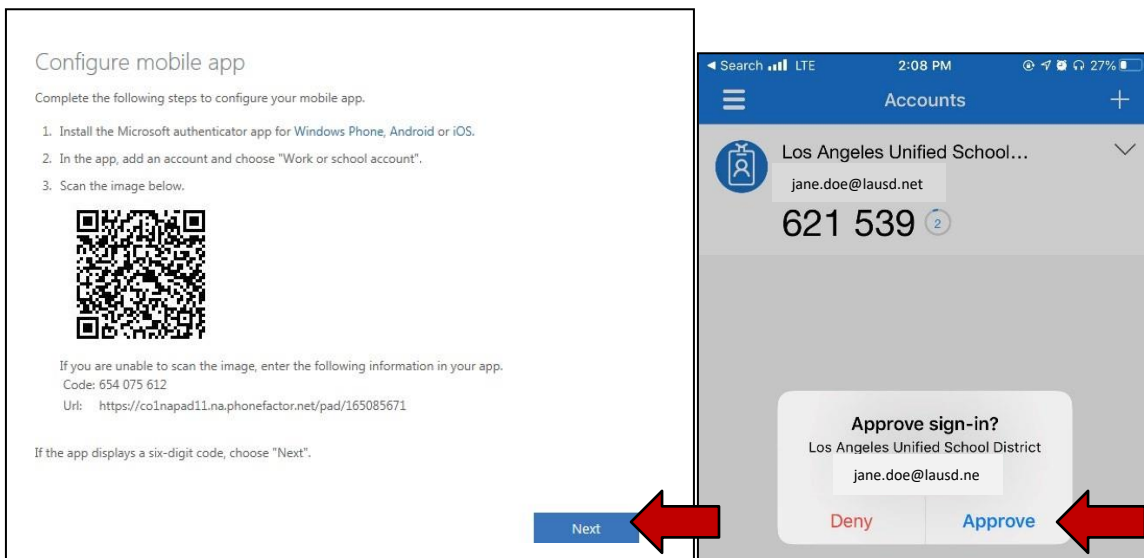 Configure mobile app
Complete the following steps to configure your mobile app.
1. Install the Microsoft authenticator app for Windows Phone, Android or iOS.
2. In the app, add an account and choose "Work or school account".
3. Scan the image below.
If you are unable to scan the image, enter the following information in your app.
Code: 654 075 612
Url: https://co1napad11.na.phonefactor.net/pad/165085671
If the app displays a six-digit code, choose "Next".
Next
Search LTE 2:08 PM 27%
Accounts
Los Angeles Unified School...
jane.doe@lausd.net
621 539 2
Approve sign-in?
Los Angeles Unified School District
jane.doe@lausd.ne
Deny Approve